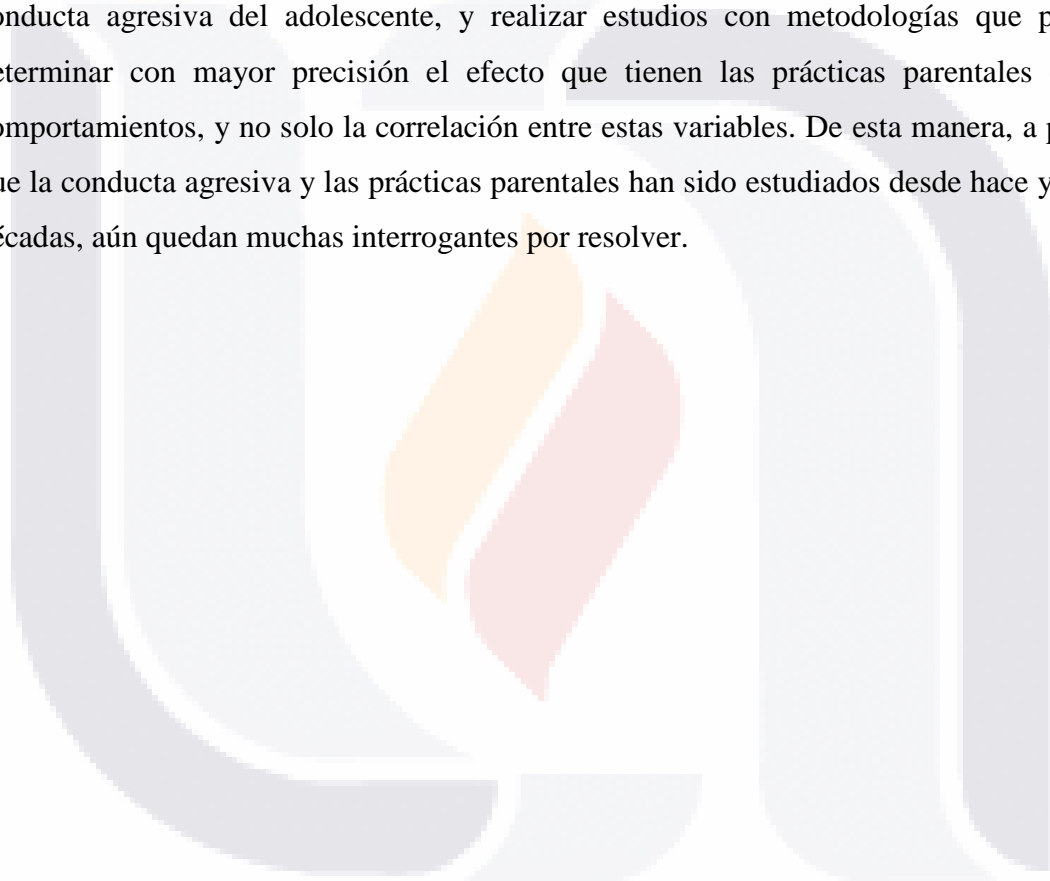 onducta agresiva del adolescente, y realizar estudios con metodologías que p
eterminar con mayor precisión el efecto que tienen las prácticas parentales
omportamientos, y no solo la correlación entre estas variables. De esta manera, a p
ue la conducta agresiva y las prácticas parentales han sido estudiados desde hace y
écadas, aún quedan muchas interrogantes por resolver.